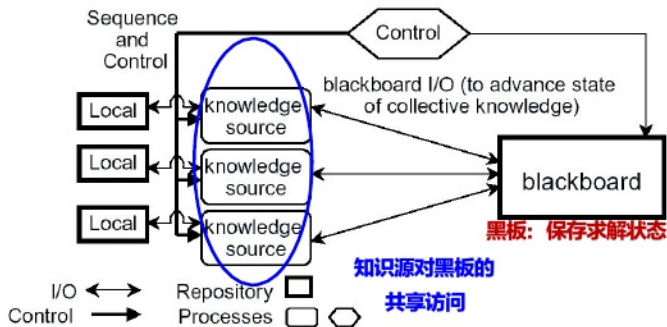 Sequence
and
Control
Control
blackboard I/O (to advance state
of collective knowledge)
Local
knowledge
source
Local
knowledge
source
Local
knowledge
source
blackboard
黑板：保存求解状态
知识源对黑板的
共享访问
I/O
Repository
Control
Processes